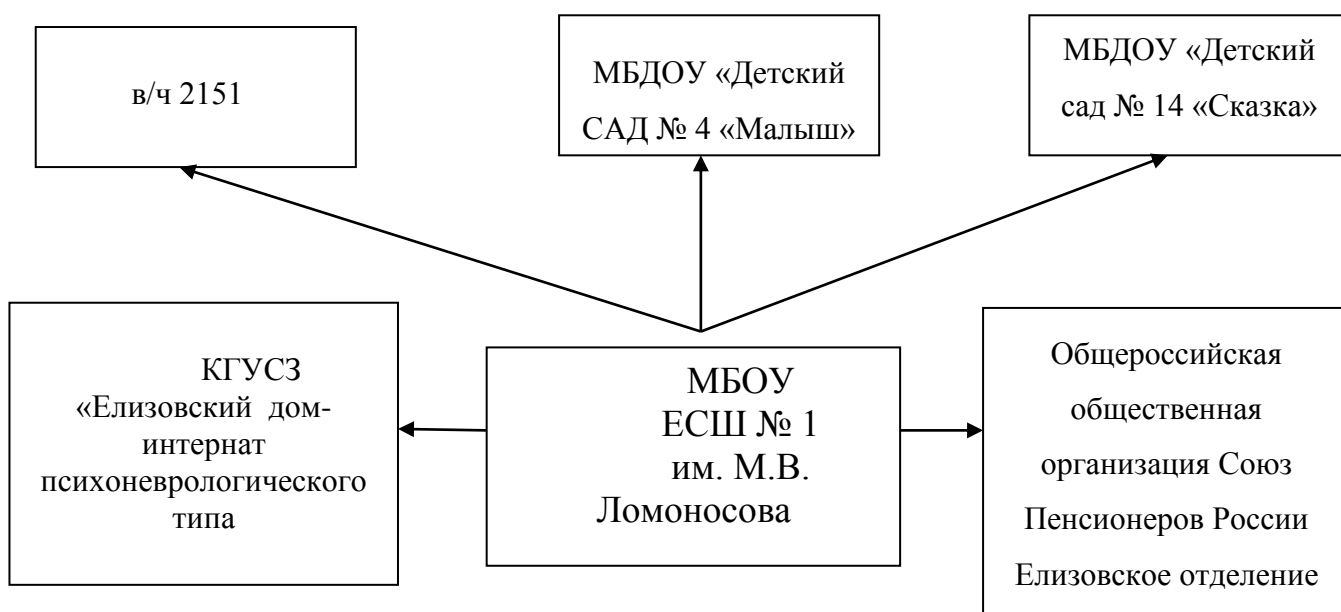 в/ч 2151
МБДОУ «Детский
САД № 4 «Малыш»
МБДОУ «Детский
сад № 14 «Сказка»
КГУСЗ
«Елизовский дом-
интернат
психоневрологического
типа
МБОУ
ЕСШ № 1
им. М.В.
Ломоносова
Общероссийская
общественная
организация Союз
Пенсионеров России
Елизовское отделение